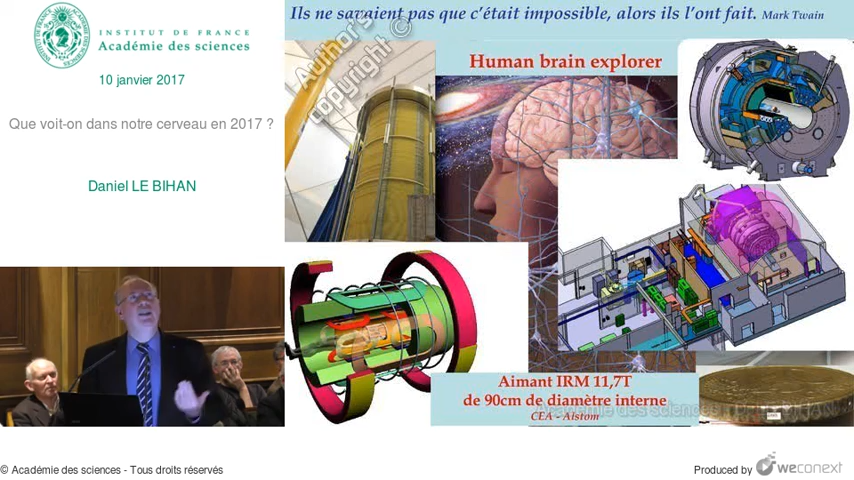 INSTITUT DE FRANCE
Académie des sciences
10 janvier 2017
Que voit-on dans notre cerveau en 2017 ?
Daniel LE BIHAN
Ils ne savaient pas que c'était impossible, alors ils l'ont fait. Mark Twain
Author's
copyright ©
Human brain explorer
Aimant IRM 11,7T
de 90cm de diamètre interne
CEA - Alstom
© Académie des sciences - Tous droits réservés
Produced by weconext